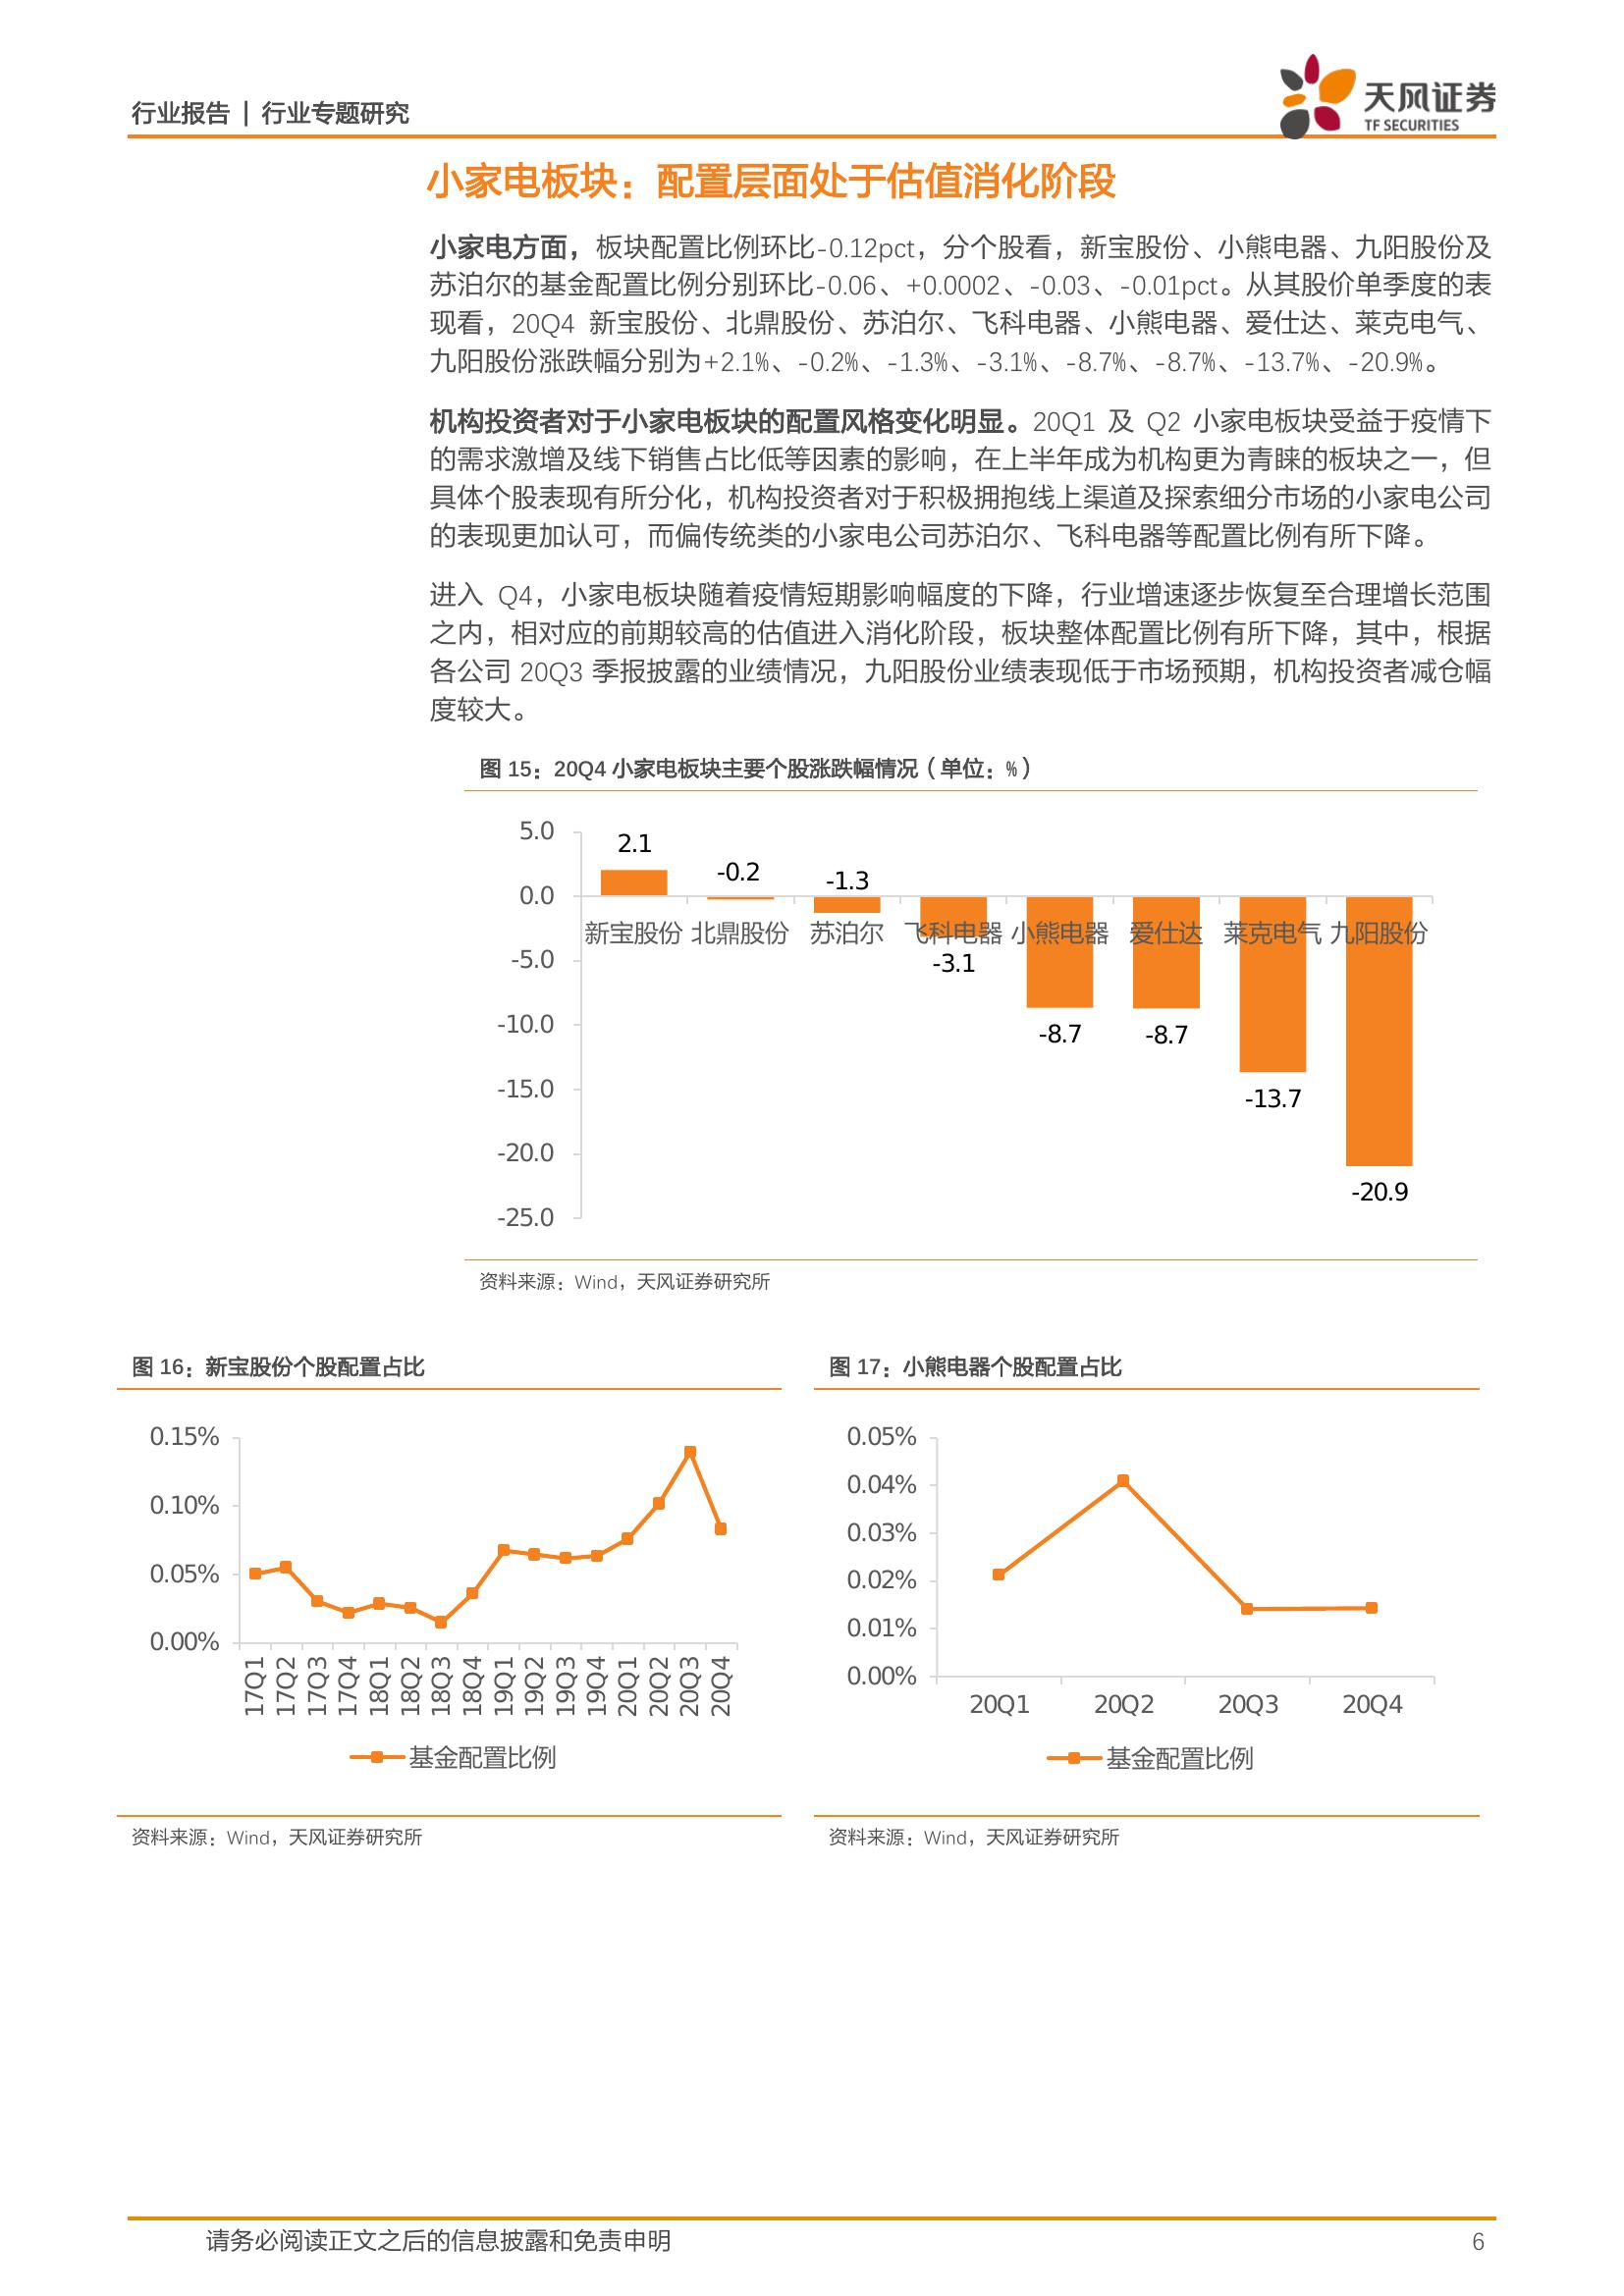 行业报告 | 行业专题研究
天风证券
TF SECURITIES
小家电板块：配置层面处于估值消化阶段
小家电方面，板块配置比例环比-0.12pct，分个股看，新宝股份、小熊电器、九阳股份及
苏泊尔的基金配置比例分别环比-0.06、+0.0002、-0.03、-0.01pct。从其股价单季度的表
现看，20Q4 新宝股份、北鼎股份、苏泊尔、飞科电器、小熊电器、爱仕达、莱克电气、
九阳股份涨跌幅分别为+2.1%、-0.2%、-1.3%、-3.1%、-8.7%、-8.7%、-13.7%、-20.9%。
机构投资者对于小家电板块的配置风格变化明显。20Q1 及 Q2 小家电板块受益于疫情下
的需求激增及线下销售占比低等因素的影响，在上半年成为机构更为青睐的板块之一，但
具体个股表现有所分化，机构投资者对于积极拥抱线上渠道及探索细分市场的小家电公司
的表现更加认可，而偏传统类的小家电公司苏泊尔、飞科电器等配置比例有所下降。
进入 Q4，小家电板块随着疫情短期影响幅度的下降，行业增速逐步恢复至合理增长范围
之内，相对应的前期较高的估值进入消化阶段，板块整体配置比例有所下降，其中，根据
各公司 20Q3 季报披露的业绩情况，九阳股份业绩表现低于市场预期，机构投资者减仓幅
度较大。
图 15：20Q4 小家电板块主要个股涨跌幅情况（单位：%）
5.0
0.0
-5.0
-10.0
-15.0
-20.0
-25.0
2.1
-0.2
-1.3
-3.1
-8.7
-8.7
-13.7
-20.9
新宝股份 北鼎股份 苏泊尔 飞科电器 小熊电器 爱仕达 莱克电气 九阳股份
资料来源：Wind，天风证券研究所
图 16：新宝股份个股配置占比
0.15%
0.10%
0.05%
0.00%
17Q1
17Q2
17Q3
17Q4
18Q1
18Q2
18Q3
18Q4
19Q1
19Q2
19Q3
19Q4
20Q1
20Q2
20Q3
20Q4
基金配置比例
资料来源：Wind，天风证券研究所
图 17：小熊电器个股配置占比
0.05%
0.04%
0.03%
0.02%
0.01%
0.00%
20Q1 20Q2 20Q3 20Q4
基金配置比例
资料来源：Wind，天风证券研究所
请务必阅读正文之后的信息披露和免责申明
6